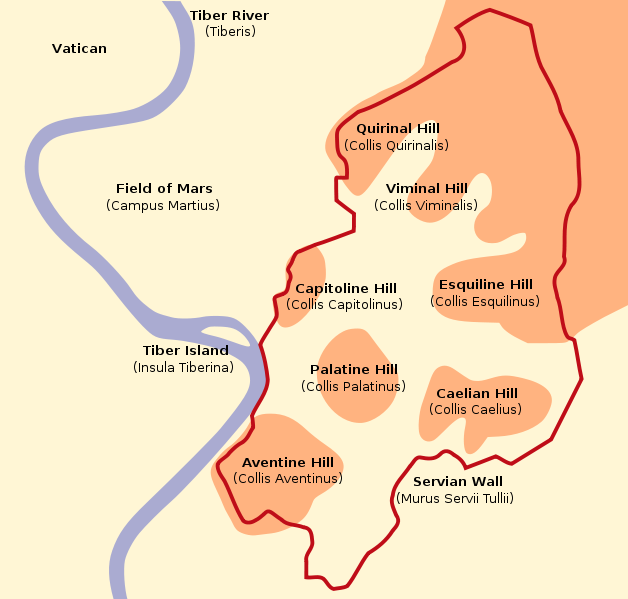 Tiber River
(Tiberis)
Vatican
Quirinal Hill
(Collis Quirinalis)
Field of Mars
(Campus Martius)
Viminal Hill
(Collis Viminalis)
Capitoline Hill
(Collis Capitolinus)
Esquiline Hill
(Collis Esquilinus)
Tiber Island
(Insula Tiberina)
Palatine Hill
(Collis Palatinus)
Caelian Hill
(Collis Caelius)
Aventine Hill
(Collis Aventinus)
Servian Wall
(Murus Servii Tullii)